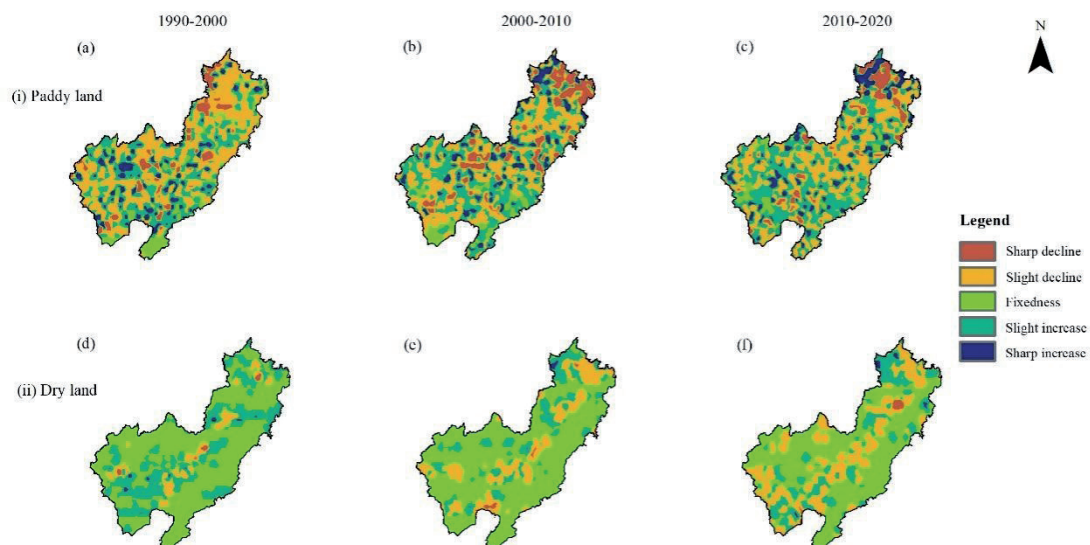 1990-2000 2000-2010 2010-2020
N
(a) (b) (c)
(i) Paddy land
Legend
Sharp decline
Slight decline
Fixedness
Slight increase
Sharp increase
(d) (e) (f)
(ii) Dry land